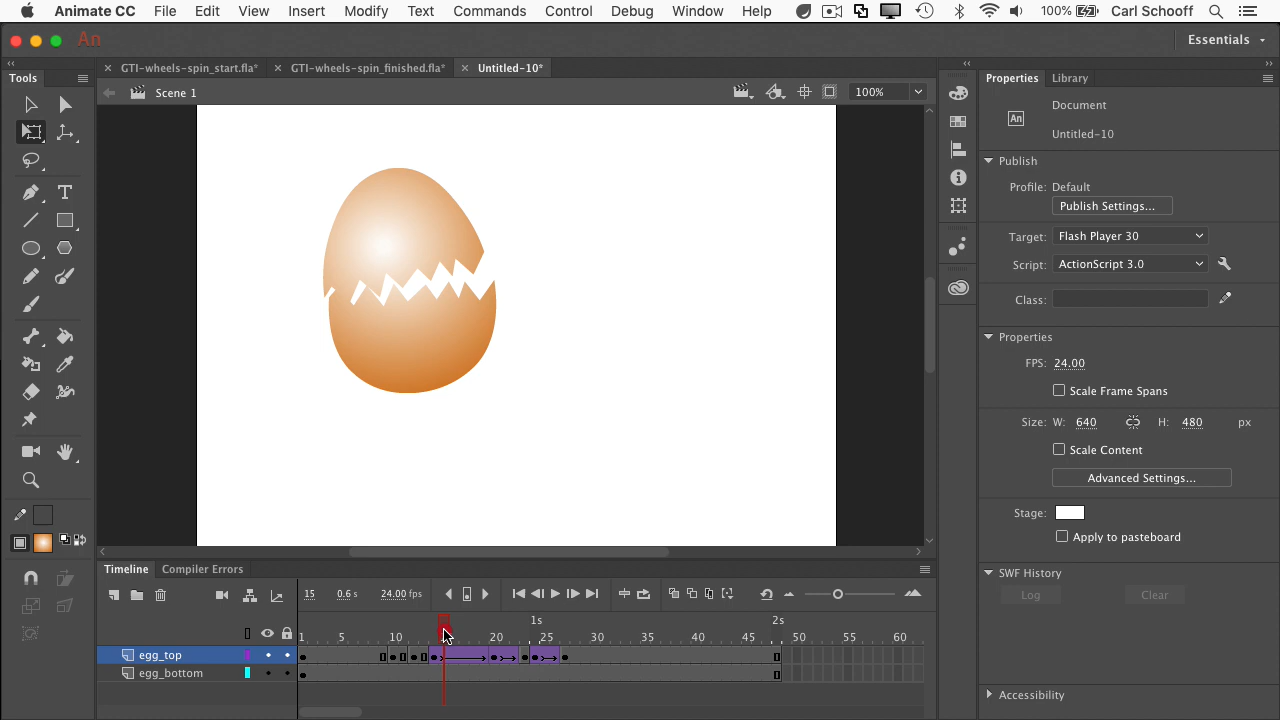 Animate CC File Edit View Insert Modify Text Commands Control Debug Window Help 100% Carl Schooff
An Essentials
Tools GTI-wheels-spin_start.fla* GTI-wheels-spin_finished.fla* Untitled-10* Properties Library
Scene 1 100%
An Document
Untitled-10
Publish
Profile: Default
Publish Settings...
Target: Flash Player 30
Script: ActionScript 3.0
Class:
Properties
FPS: 24.00
Scale Frame Spans
Size: W: 640 H: 480 px
Scale Content
Advanced Settings...
Stage:
Apply to pasteboard
SWF History
Log Clear
Accessibility
Timeline Compiler Errors
15 0.6 s 24.00 fps
1s 2s
1 5 10 20 25 30 35 40 45 50 55 60
egg_top
egg_bottom